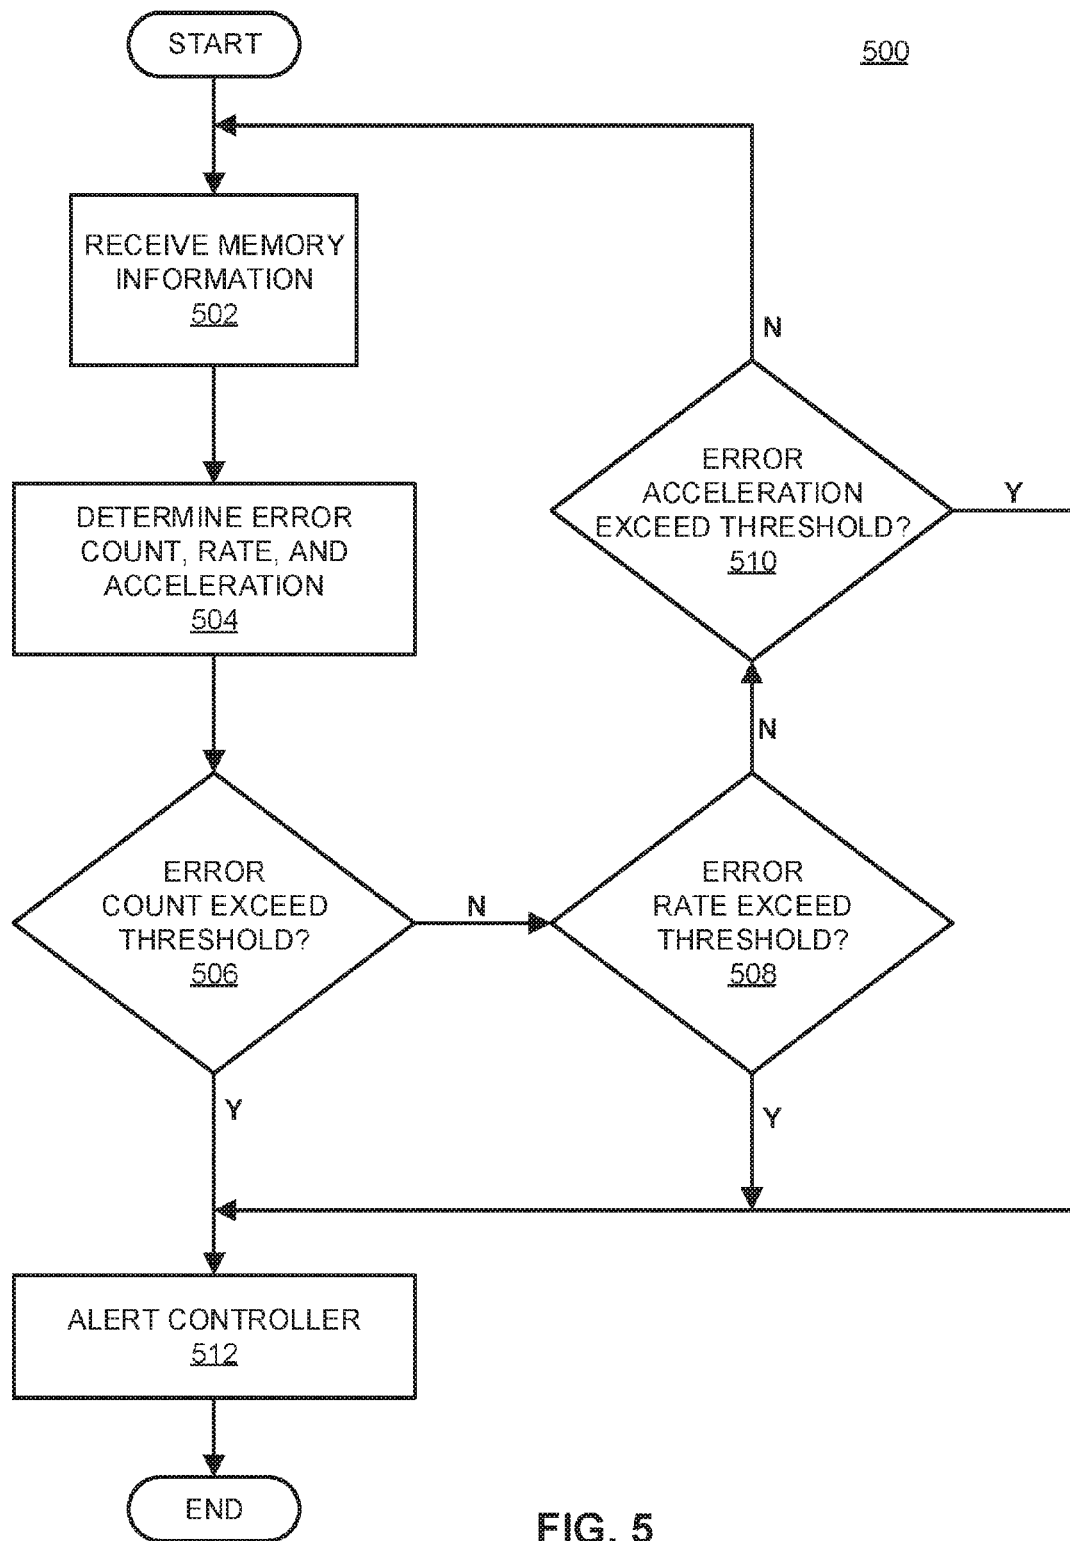 START
500
RECEIVE MEMORY
INFORMATION
502
N
ERROR
ACCELERATION
EXCEED THRESHOLD?
510
Y
DETERMINE ERROR
COUNT, RATE, AND
ACCELERATION
504
N
ERROR
COUNT EXCEED
THRESHOLD?
506
N
ERROR
RATE EXCEED
THRESHOLD?
508
Y
Y
ALERT CONTROLLER
512
END
FIG. 5